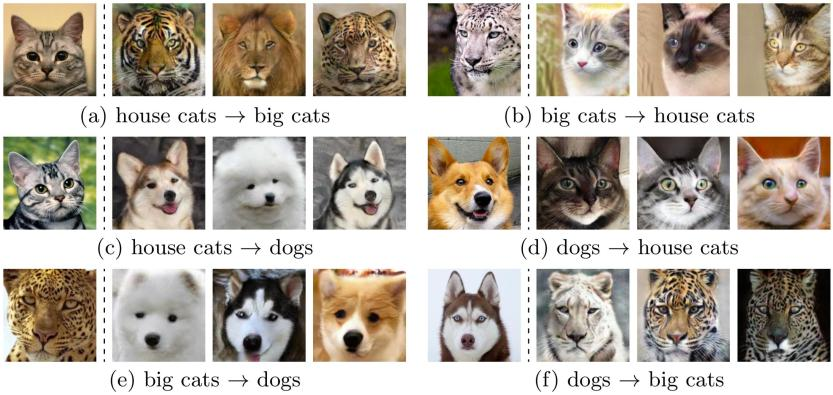 (a) house cats → big cats
(b) big cats → house cats
(c) house cats → dogs
(d) dogs → house cats
(e) big cats → dogs
(f) dogs → big cats